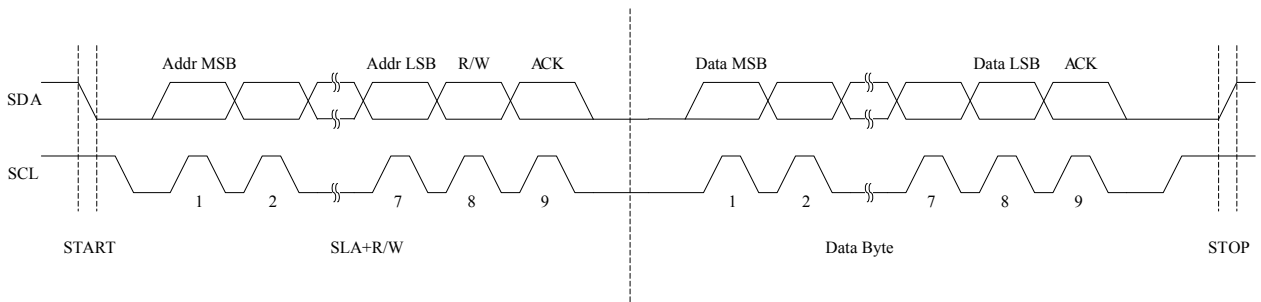 Addr MSB Addr LSB R/W ACK Data MSB Data LSB ACK
SDA
SCL
1 2 7 8 9 1 2 7 8 9
START SLA+R/W Data Byte STOP